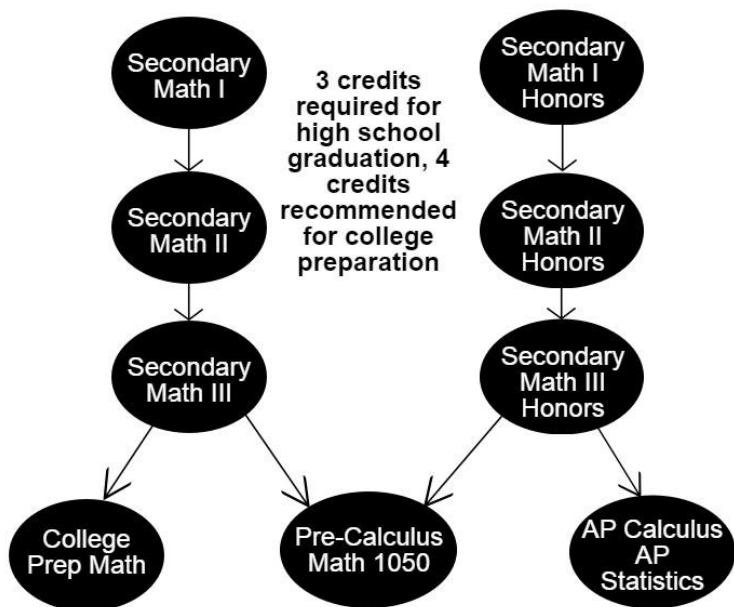 Secondary
Math I
3 credits
required for
high school
graduation, 4
credits
recommended
for college
preparation
Secondary
Math I
Honors
Secondary
Math II
Secondary
Math II
Honors
Secondary
Math III
Secondary
Math III
Honors
College
Prep Math
Pre-Calculus
Math 1050
AP Calculus
AP
Statistics